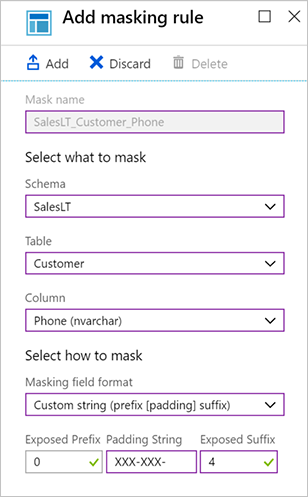 Add masking rule
Add Discard Delete
Mask name
SalesLT_Customer_Phone
Select what to mask
Schema
SalesLT
Table
Customer
Column
Phone (nvarchar)
Select how to mask
Masking field format
Custom string (prefix [padding] suffix)
Exposed Prefix Padding String Exposed Suffix
0 XXX-XXX- 4